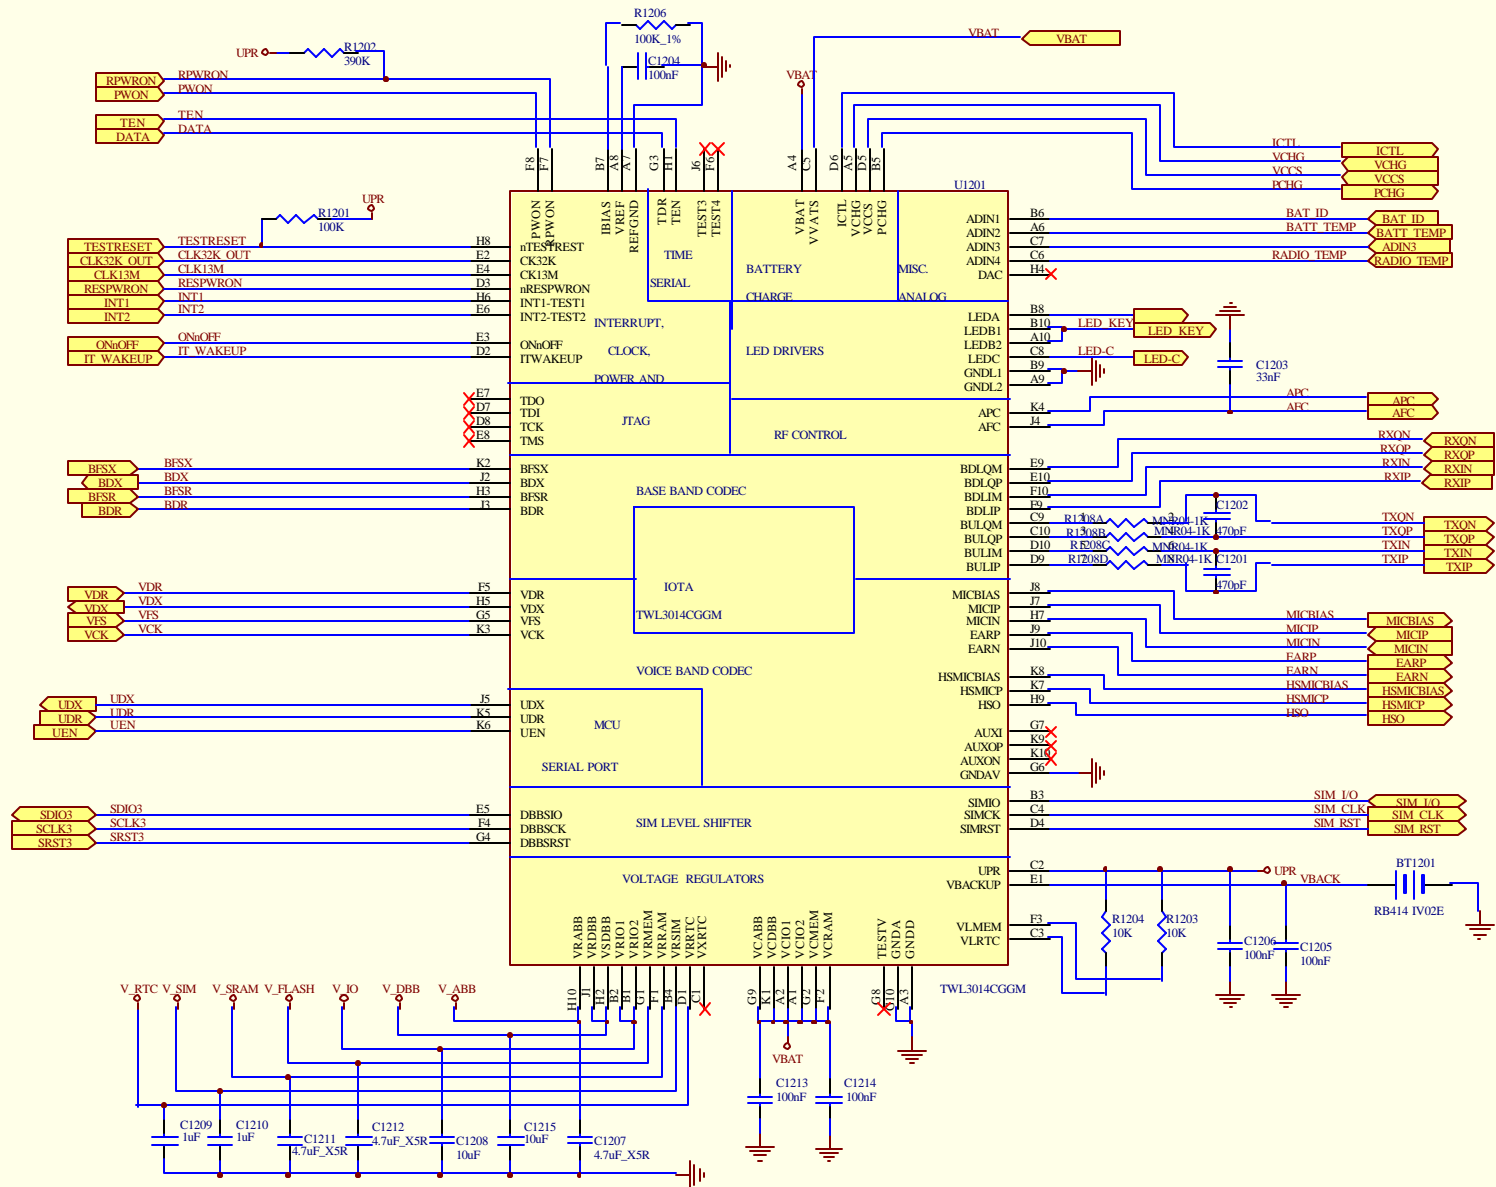 R1206
100K_1%
C1204
100nF
UPR
R1202
390K
RPWRON
RPWRON
PWON
PWON
TEN
TEN
DATA
DATA
VBAT
VBAT
VBAT
ICTL
ICTL
VCHG
VCHG
VCCS
VCCS
PCHG
PCHG
F8
F7
B7
A8
A7
G3
H1
J6
F6
A4
C5
D6
A5
D5
B5
U1201
PWON
RPWON
IBIAS
VREF
REFGND
TDR
TEN
TEST3
TEST4
VBAT
VVATS
ICTL
VCHG
VCCS
PCHG
UPR
R1201
100K
TESTRESET
TESTRESET
H8
nTESTREST
CLK32K_OUT
CLK32K_OUT
E2
CK32K
CLK13M
CLK13M
E4
CK13M
RESPWRON
RESPWRON
D3
nRESPWRON
INT1
INT1
H6
INT1-TEST1
INT2
INT2
E6
INT2-TEST2
ONnOFF
ONnOFF
E3
ONnOFF
IT_WAKEUP
IT_WAKEUP
D2
ITWAKEUP
TIME
SERIAL
BATTERY
CHARGE
MISC.
ANALOG
INTERRUPT,
CLOCK,
POWER AND
LED DRIVERS
ADIN1
B6
BAT_ID
BAT_ID
ADIN2
A6
BATT_TEMP
BATT_TEMP
ADIN3
C7
ADIN3
ADIN4
C6
RADIO_TEMP
RADIO_TEMP
DAC
H4
LEDA
B8
LEDB1
B10
LED_KEY
LED_KEY
LEDB2
A10
LEDC
C8
LED-C
LED-C
GNDL1
B9
GNDL2
A9
C1203
33nF
E7
TDO
D7
TDI
D8
TCK
E8
TMS
JTAG
RF CONTROL
APC
K4
APC
APC
AFC
J4
AFC
AFC
BFSX
BFSX
K2
BFSX
BDX
BDX
J2
BDX
BFSR
BFSR
H3
BFSR
BDR
BDR
J3
BDR
BASE BAND CODEC
BDLQM
E9
RXQN
RXQN
BDLQP
E10
RXQP
RXQP
BDLIM
F10
RXIN
RXIN
BDLIP
F9
RXIP
RXIP
BULQM
C9
R1208A
1
2
MNR04-1K
C1202
TXQN
TXQN
BULQP
C10
R1208B
MNR04-1K
470pF
TXQP
TXQP
BULIM
D10
R1208C
MNR04-1K
TXIN
TXIN
BULIP
D9
R1208D
MNR04-1K
C1201
470pF
TXIP
TXIP
IOTA
TWL3014CGGM
VDR
VDR
F5
VDR
VDX
VDX
H5
VDX
VFS
VFS
G5
VFS
VCK
VCK
K3
VCK
VOICE BAND CODEC
MICBIAS
J8
MICBIAS
MICBIAS
MICIP
J7
MICIP
MICIP
MICIN
H7
MICIN
MICIN
EARP
J9
EARP
EARP
EARN
J10
EARN
EARN
HSMICBIAS
K8
HSMICBIAS
HSMICBIAS
HSMICP
K7
HSMICP
HSMICP
HSO
H9
HSO
HSO
UDX
UDX
J5
UDX
UDR
UDR
K5
UDR
UEN
UEN
K6
UEN
MCU
SERIAL PORT
AUXI
G7
AUXOP
K9
AUXON
K10
GNDAV
G6
SDIO3
SDIO3
E5
DBBSIO
SCLK3
SCLK3
F4
DBBSCK
SRST3
SRST3
G4
DBBSRST
SIM LEVEL SHIFTER
SIMIO
B3
SIM_I/O
SIM_I/O
SIMCK
C4
SIM_CLK
SIM_CLK
SIMRST
D4
SIM_RST
SIM_RST
VOLTAGE REGULATORS
UPR
C2
UPR
VBACKUP
E1
VBACK
BT1201
RB414 IV02E
VLMEM
F3
VLRTC
C3
R1204
10K
R1203
10K
C1206
100nF
C1205
100nF
VRABB
VRDBB
VSDBB
VRIO1
VRIO2
VRMEM
VRRAM
VRSIM
VRRTC
VXRTC
VCABB
VCDBB
VCIO1
VCIO2
VCMEM
VCRAM
TESTV
GNDA
GNDD
H10
J1
H2
B2
B1
G1
F1
B4
D1
C1
G9
K1
A2
A1
G2
F2
G8
G10
A3
TWL3014CGGM
V_RTC
V_SIM
V_SRAM
V_FLASH
V_IO
V_DBB
V_ABB
VBAT
C1213
100nF
C1214
100nF
C1209
1uF
C1210
1uF
C1211
4.7uF_X5R
C1212
4.7uF_X5R
C1208
10uF
C1215
10uF
C1207
4.7uF_X5R